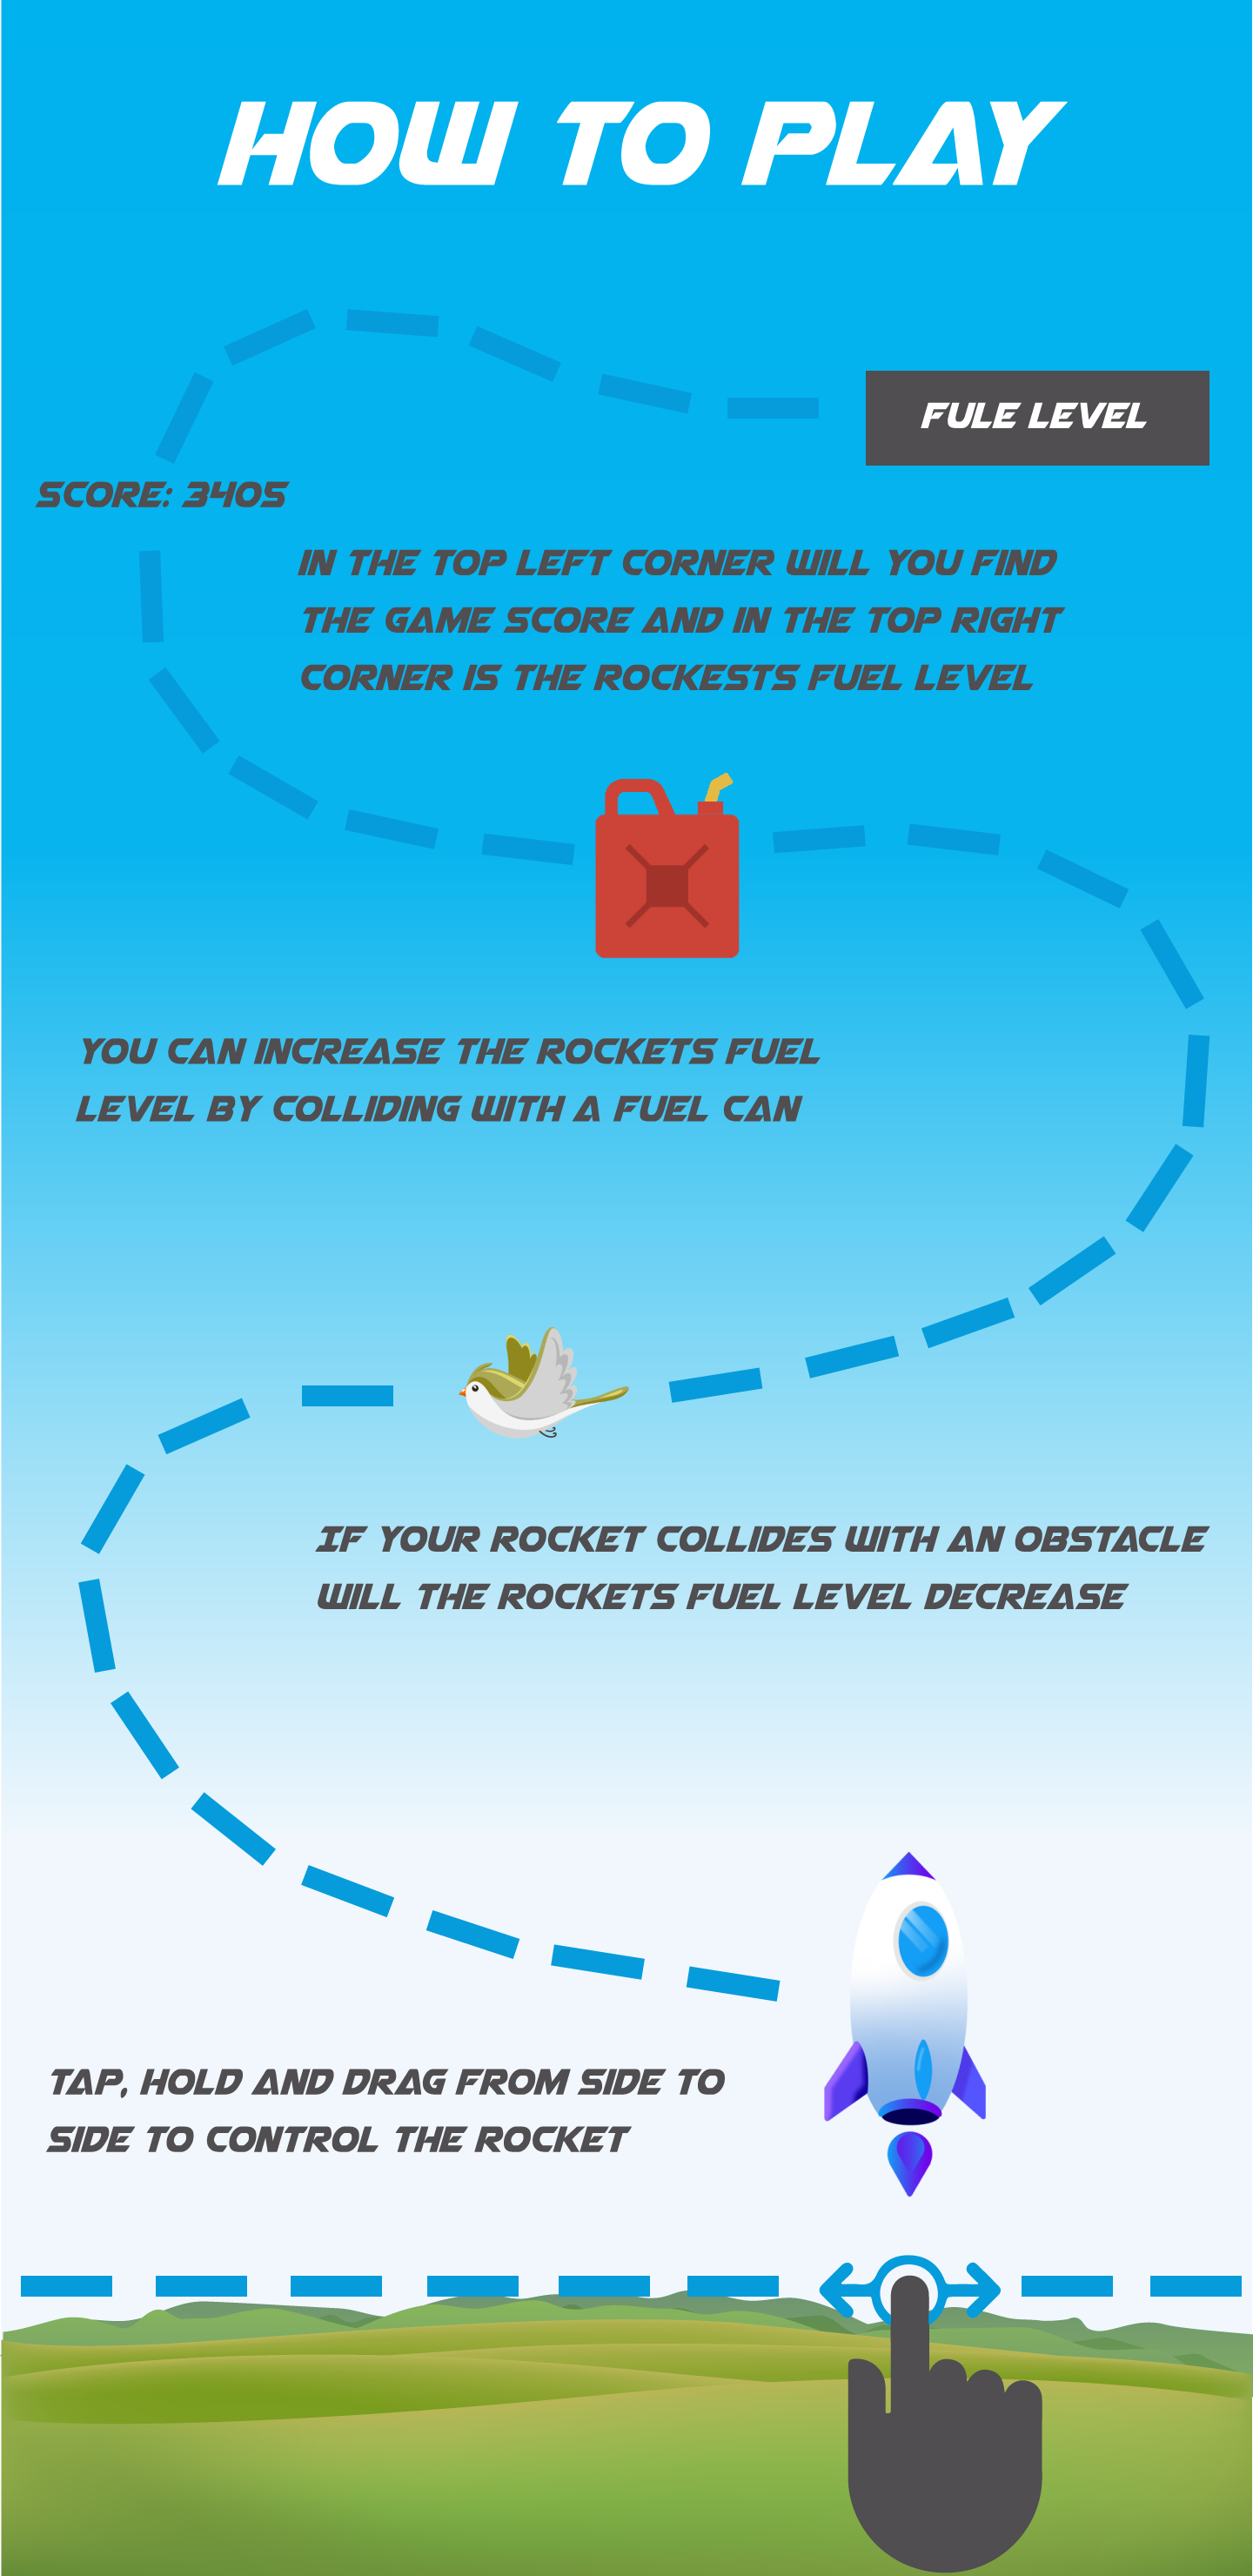 HOW TO PLAY
FULE LEVEL
SCORE: 3405
IN THE TOP LEFT CORNER WILL YOU FIND
THE GAME SCORE AND IN THE TOP RIGHT
CORNER IS THE ROCKESTS FUEL LEVEL
YOU CAN INCREASE THE ROCKETS FUEL
LEVEL BY COLLIDING WITH A FUEL CAN
IF YOUR ROCKET COLLIDES WITH AN OBSTACLE
WILL THE ROCKETS FUEL LEVEL DECREASE
TAP, HOLD AND DRAG FROM SIDE TO
SIDE TO CONTROL THE ROCKET